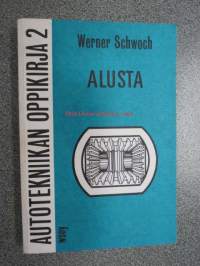 AUTOTEKNIIKAN OPPIKIRJA 2
Werner Schwoch
ALUSTA
wsoy